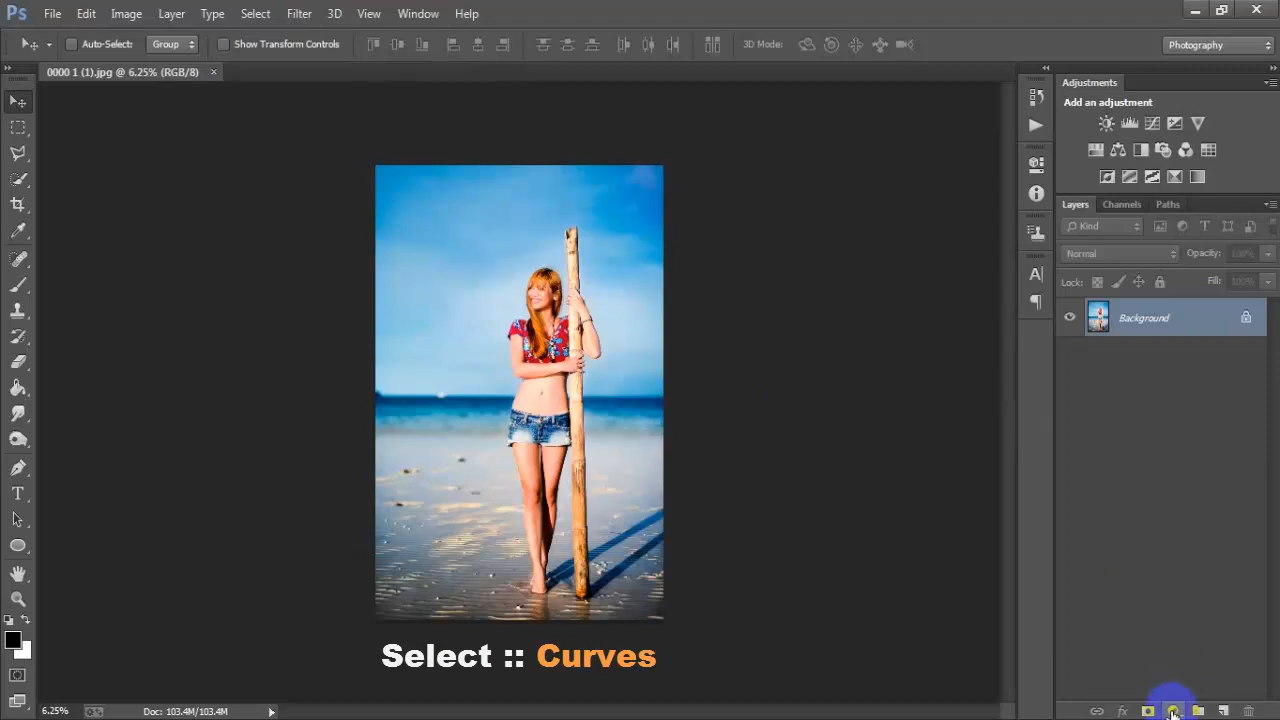 Ps File Edit Image Layer Type Select Filter 3D View Window Help
Auto-Select: Group Show Transform Controls 3D Mode: Photography
0000 1 (1).jpg @ 6.25% (RGB/8) ×
Adjustments
Add an adjustment
Layers Channels Paths
Kind
Normal Opacity: 100%
Lock: Fill: 100%
Background
Select :: Curves
6.25% Doc: 103.4M/103.4M